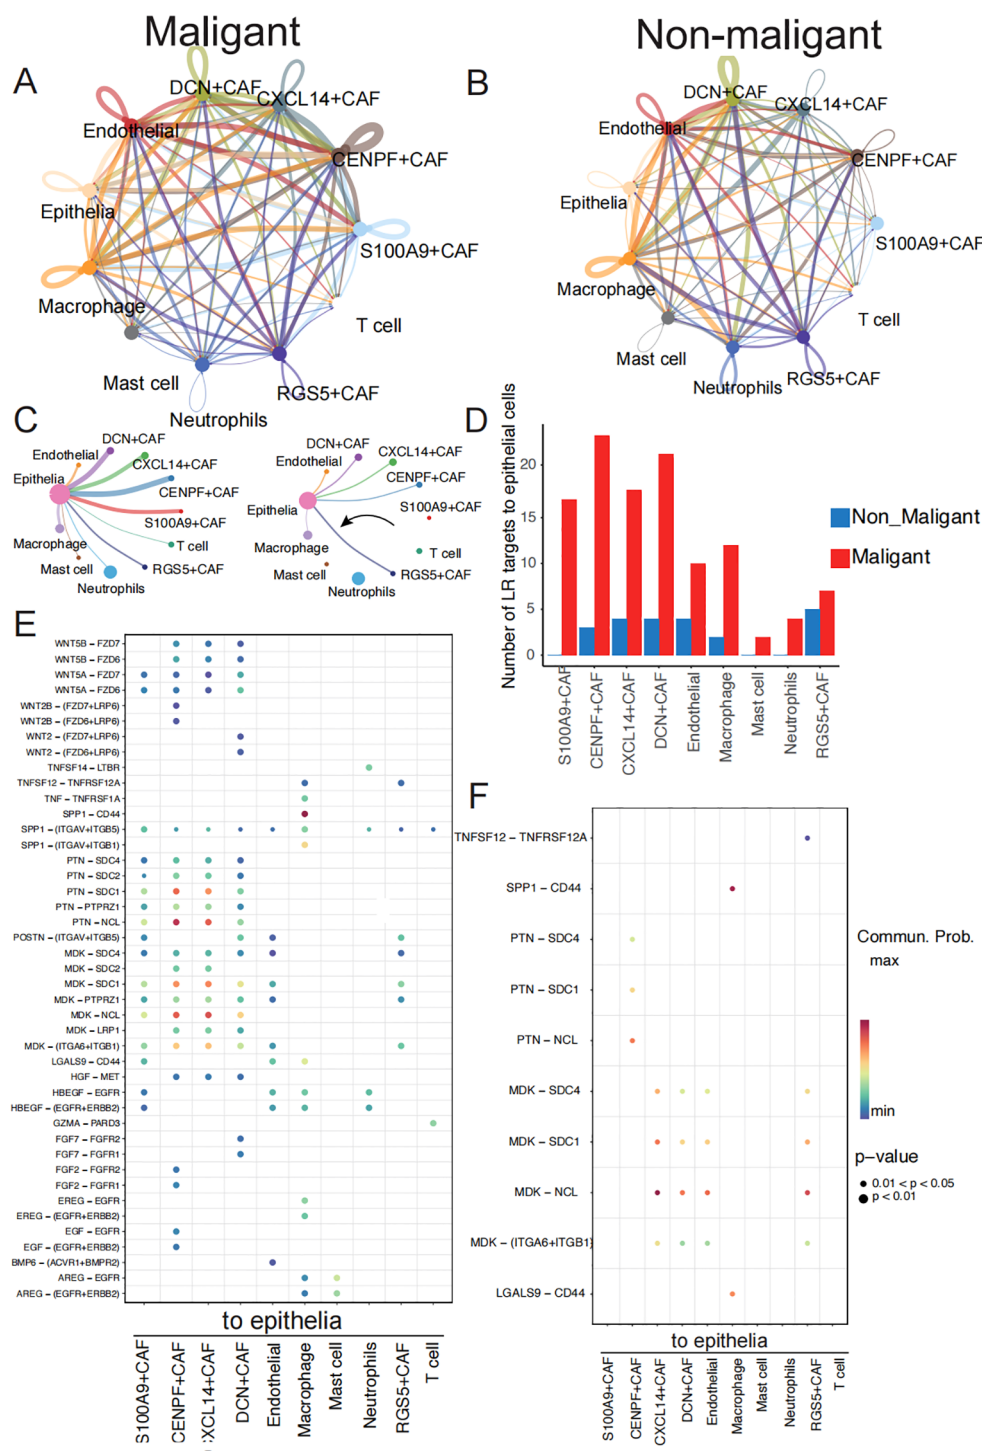 Maligant
Non-maligant
A
DCN+CAF
CXCL14+CAF
Endothelial
CENPF+CAF
Epithelia
S100A9+CAF
Macrophage
T cell
Mast cell
RGS5+CAF
Neutrophils
B
DCN+CAF
CXCL14+CAF
Endothelial
CENPF+CAF
Epithelia
S100A9+CAF
Macrophage
T cell
Mast cell
Neutrophils
RGS5+CAF
C
DCN+CAF
Endothelial
CXCL14+CAF
Epithelia
CENPF+CAF
S100A9+CAF
Macrophage
T cell
Mast cell
RGS5+CAF
Neutrophils
DCN+CAF
CXCL14+CAF
Endothelial
CENPF+CAF
Epithelia
S100A9+CAF
Macrophage
T cell
Mast cell
RGS5+CAF
Neutrophils
D
Number of LR targets to epithelial cells
20
15
10
5
0
S100A9+CAF
CENPF+CAF
CXCL14+CAF
DCN+CAF
Endothelial
Macrophage
Mast cell
Neutrophils
RGS5+CAF
Non_Maligant
Maligant
E
WNT5B – FZD7
WNT5B – FZD6
WNT5A – FZD7
WNT5A – FZD6
WNT2B – (FZD7+LRP6)
WNT2B – (FZD6+LRP6)
WNT2 – (FZD7+LRP6)
WNT2 – (FZD6+LRP6)
TNFSF14 – LTBR
TNFSF12 – TNFRSF12A
TNF – TNFRSF1A
SPP1 – CD44
SPP1 – (ITGAV+ITGB5)
SPP1 – (ITGAV+ITGB1)
PTN – SDC4
PTN – SDC2
PTN – SDC1
PTN – PTPRZ1
PTN – NCL
POSTN – (ITGAV+ITGB5)
MDK – SDC4
MDK – SDC2
MDK – SDC1
MDK – PTPRZ1
MDK – NCL
MDK – LRP1
MDK – (ITGA6+ITGB1)
LGALS9 – CD44
HGF – MET
HBEGF – EGFR
HBEGF – (EGFR+ERBB2)
GZMA – PARD3
FGF7 – FGFR2
FGF7 – FGFR1
FGF2 – FGFR2
FGF2 – FGFR1
EREG – EGFR
EREG – (EGFR+ERBB2)
EGF – EGFR
EGF – (EGFR+ERBB2)
BMP6 – (ACVR1+BMPR2)
AREG – EGFR
AREG – (EGFR+ERBB2)
to epithelia
S100A9+CAF
CENPF+CAF
CXCL14+CAF
DCN+CAF
Endothelial
Macrophage
Mast cell
Neutrophils
RGS5+CAF
T cell
F
TNFSF12 – TNFRSF12A
SPP1 – CD44
PTN – SDC4
PTN – SDC1
PTN – NCL
MDK – SDC4
MDK – SDC1
MDK – NCL
MDK – (ITGA6+ITGB1)
LGALS9 – CD44
to epithelia
S100A9+CAF
CENPF+CAF
CXCL14+CAF
DCN+CAF
Endothelial
Macrophage
Mast cell
Neutrophils
RGS5+CAF
T cell
Commun. Prob.
max
min
p–value
0.01 < p < 0.05
p < 0.01